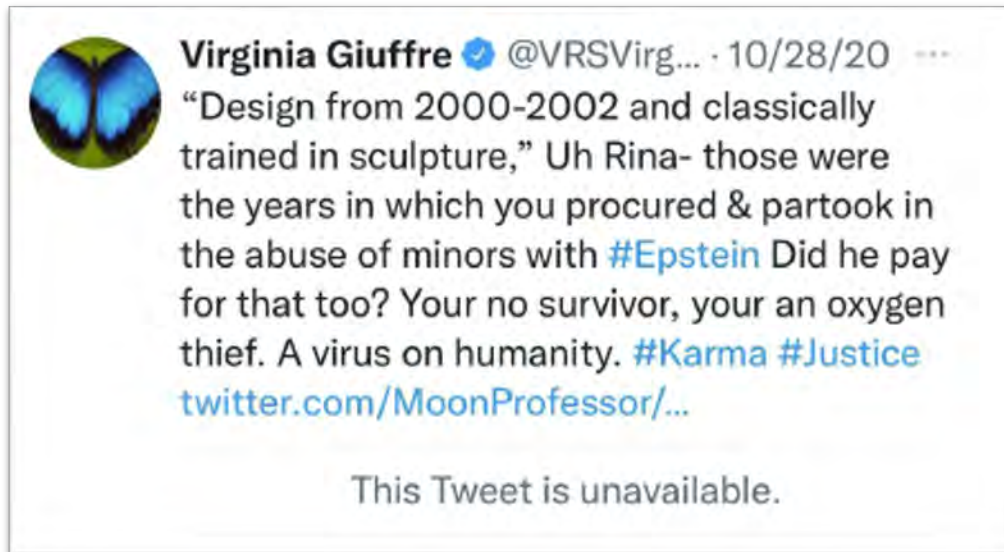 Virginia Giuffre @VRSVirg... · 10/28/20 ...
“Design from 2000-2002 and classically
trained in sculpture,” Uh Rina- those were
the years in which you procured & partook in
the abuse of minors with #Epstein Did he pay
for that too? Your no survivor, your an oxygen
thief. A virus on humanity. #Karma #Justice
twitter.com/MoonProfessor/...
This Tweet is unavailable.